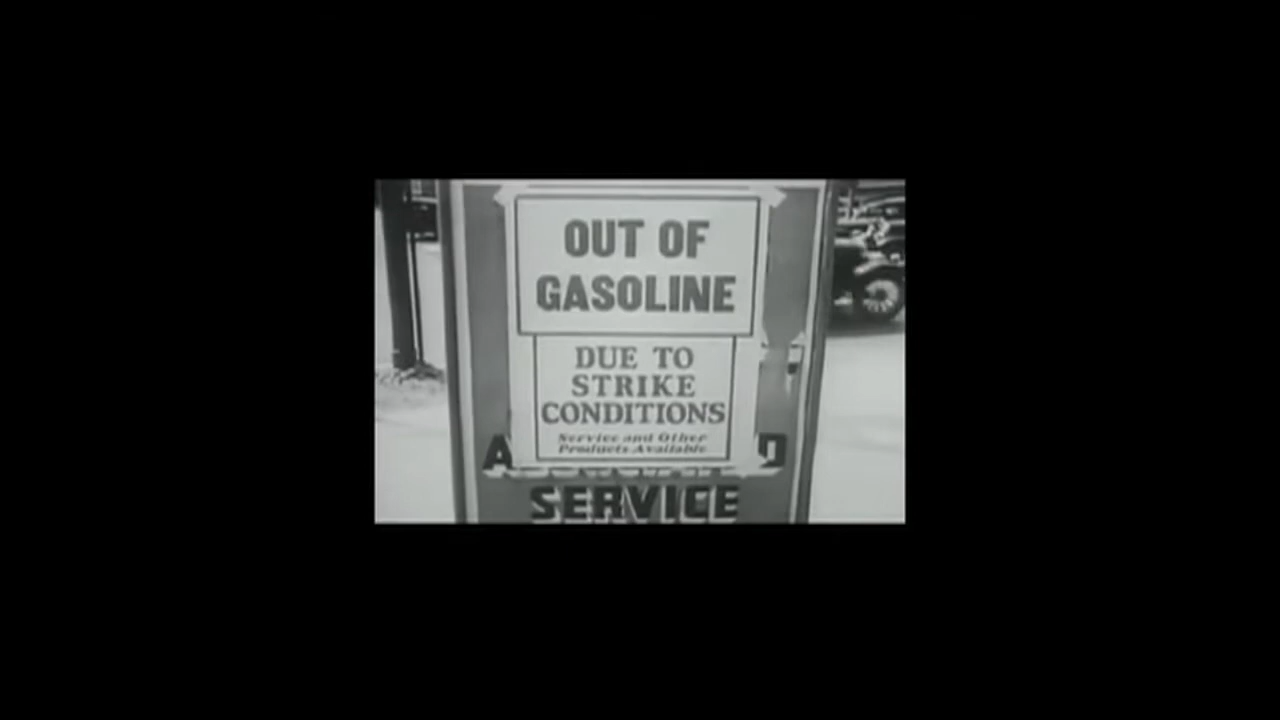 OUT OF
GASOLINE
DUE TO
STRIKE
CONDITIONS
Service and Other
Products Available
SERVICE